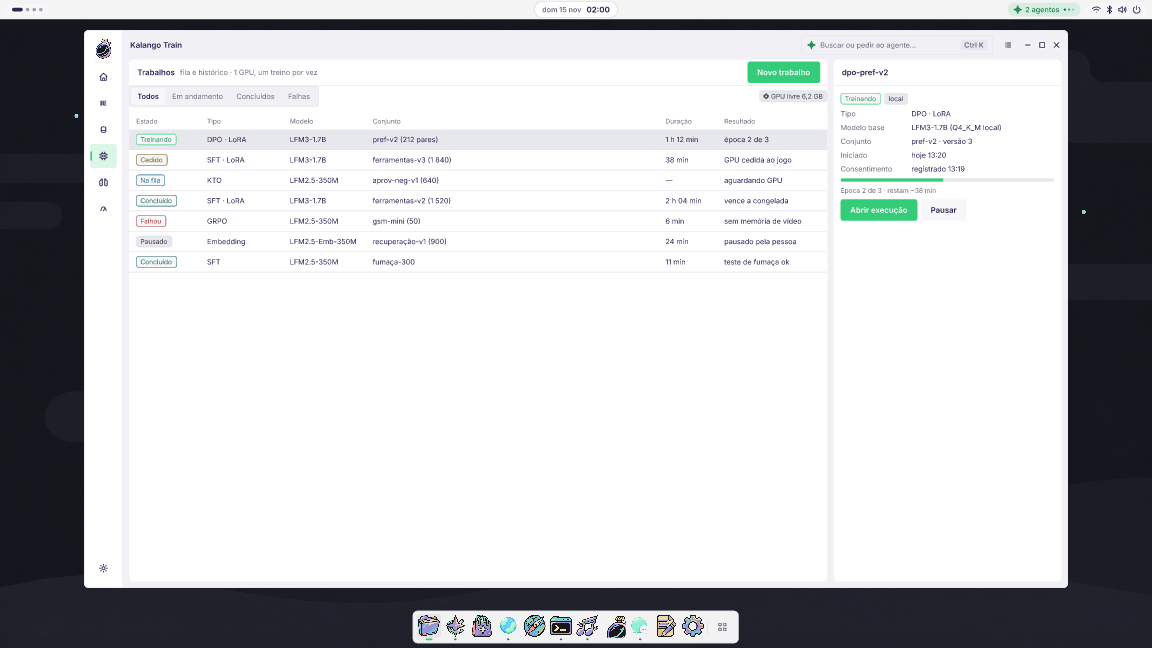 dom 15 nov 02:00
2 agentes
Kalango Train
Buscar ou pedir ao agente... Ctrl K
Trabalhos fila e histórico · 1 GPU, um treino por vez
Novo trabalho
Todos Em andamento Concluídos Falhas
GPU livre 6,2 GB
Estado Tipo Modelo Conjunto Duração Resultado
Treinando DPO · LoRA LFM3-1.7B pref-v2 (212 pares) 1 h 12 min época 2 de 3
Cedido SFT · LoRA LFM3-1.7B ferramentas-v3 (1 840) 38 min GPU cedida ao jogo
Na fila KTO LFM2.5-350M aprov-neg-v1 (640) — aguardando GPU
Concluído SFT · LoRA LFM3-1.7B ferramentas-v2 (1 520) 2 h 04 min vence a congelada
Falhou GRPO LFM2.5-350M gsm-mini (50) 6 min sem memória de vídeo
Pausado Embedding LFM2.5-Emb-350M recuperação-v1 (900) 24 min pausado pela pessoa
Concluído SFT LFM2.5-350M fumaça-300 11 min teste de fumaça ok
dpo-pref-v2
Treinando local
Tipo DPO · LoRA
Modelo base LFM3-1.7B (Q4_K_M local)
Conjunto pref-v2 · versão 3
Iniciado hoje 13:20
Consentimento registrado 13:19
Época 2 de 3 · restam ~38 min
Abrir execução Pausar